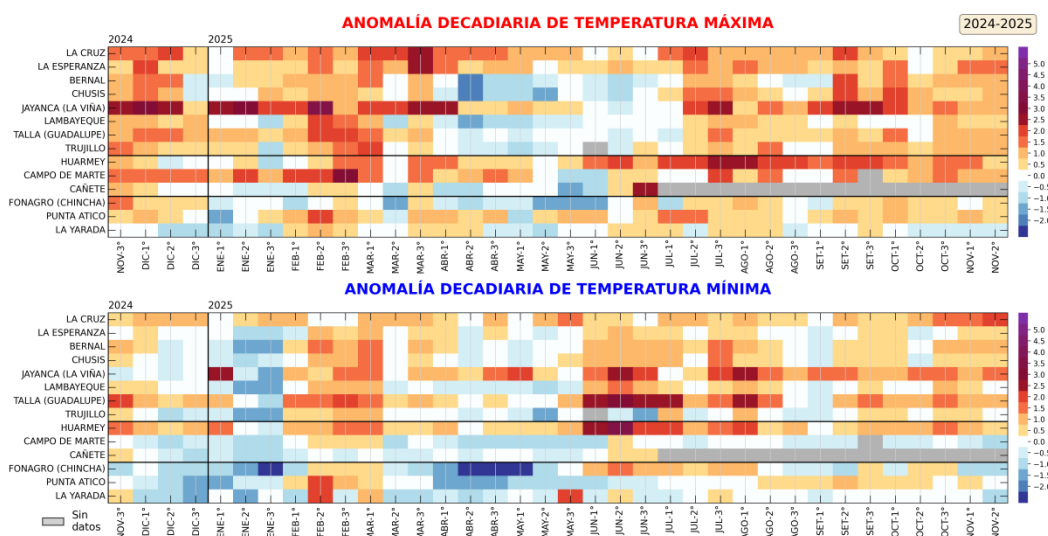 ANOMALÍA DECADIARIA DE TEMPERATURA MÁXIMA
2024-2025
2024 2025
LA CRUZ
LA ESPERANZA
BERNAL
CHUSIS
JAYANCA (LA VIÑA)
LAMBAYEQUE
TALLA (GUADALUPE)
TRUJILLO
HUARMEY
CAMPO DE MARTE
CAÑETE
FONAGRO (CHINCHA)
PUNTA ATICO
LA YARADA
5.0
4.5
4.0
3.5
3.0
2.5
2.0
1.5
1.0
0.5
−0.5
−1.0
−1.5
−2.0
NOV-3° DIC-1° DIC-2° DIC-3° ENE-1° ENE-2° ENE-3° FEB-1° FEB-2° FEB-3° MAR-1° MAR-2° MAR-3° ABR-1° ABR-2° ABR-3° MAY-1° MAY-2° MAY-3° JUN-1° JUN-2° JUN-3° JUL-1° JUL-2° JUL-3° AGO-1° AGO-2° AGO-3° SET-1° SET-2° SET-3° OCT-1° OCT-2° OCT-3° NOV-1° NOV-2°
ANOMALÍA DECADIARIA DE TEMPERATURA MÍNIMA
2024 2025
LA CRUZ
LA ESPERANZA
BERNAL
CHUSIS
JAYANCA (LA VIÑA)
LAMBAYEQUE
TALLA (GUADALUPE)
TRUJILLO
HUARMEY
CAMPO DE MARTE
CAÑETE
FONAGRO (CHINCHA)
PUNTA ATICO
LA YARADA
5.0
4.5
4.0
3.5
3.0
2.5
2.0
1.5
1.0
0.5
−0.5
−1.0
−1.5
−2.0
Sin
datos
NOV-3° DIC-1° DIC-2° DIC-3° ENE-1° ENE-2° ENE-3° FEB-1° FEB-2° FEB-3° MAR-1° MAR-2° MAR-3° ABR-1° ABR-2° ABR-3° MAY-1° MAY-2° MAY-3° JUN-1° JUN-2° JUN-3° JUL-1° JUL-2° JUL-3° AGO-1° AGO-2° AGO-3° SET-1° SET-2° SET-3° OCT-1° OCT-2° OCT-3° NOV-1° NOV-2°